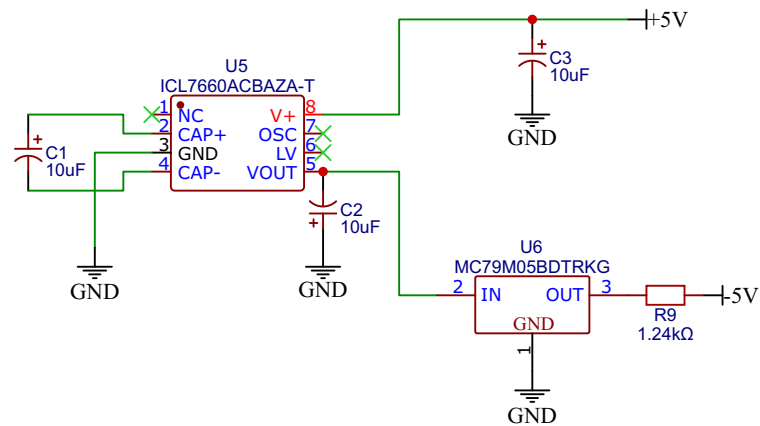 +5V
C3
10uF
GND
U5
ICL7660ACBAZA-T
1 NC V+ 8
2 CAP+ OSC 7
3 GND LV 6
4 CAP- VOUT 5
+
C1
10uF
+
C2
10uF
+
GND
GND
U6
MC79M05BDTRKG
2 IN OUT 3
GND
1
R9
1.24kΩ
-5V
GND